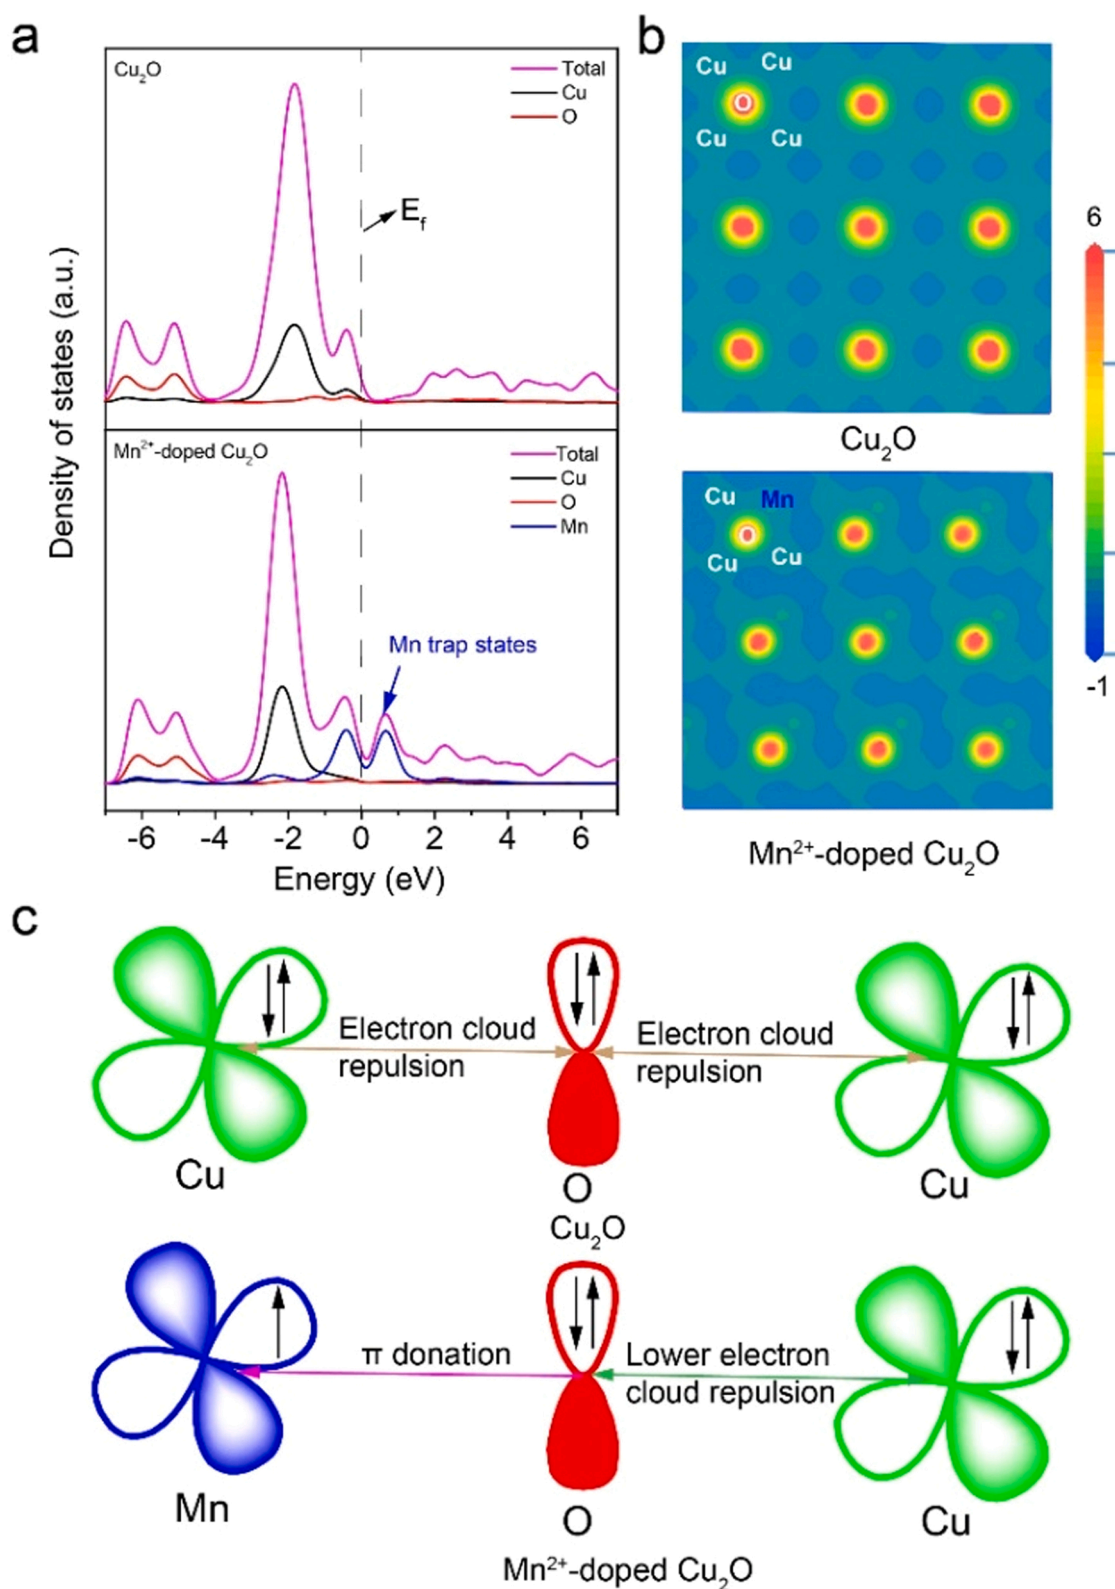 a
Cu₂O
Total
Cu
O
E_f
Density of states (a.u.)
Mn²⁺-doped Cu₂O
Total
Cu
O
Mn
Mn trap states
-6 -4 -2 0 2 4 6
Energy (eV)
b
Cu Cu
O
Cu Cu
Cu₂O
Cu Mn
O
Cu Cu
Mn²⁺-doped Cu₂O
6
-1
c
Electron cloud
repulsion
Electron cloud
repulsion
Cu
O
Cu
Cu₂O
π donation
Lower electron
cloud repulsion
Mn
O
Cu
Mn²⁺-doped Cu₂O